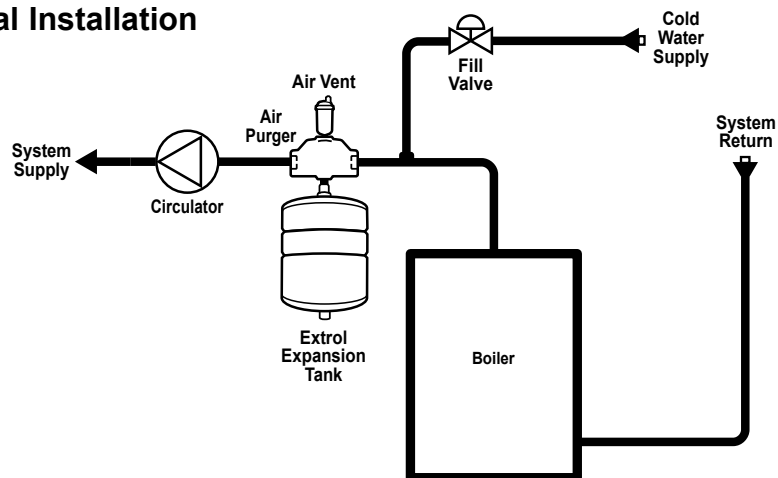 al Installation
Cold
Water
Supply
Fill
Valve
Air Vent
Air
Purger
System
Return
System
Supply
Circulator
Extrol
Expansion
Tank
Boiler